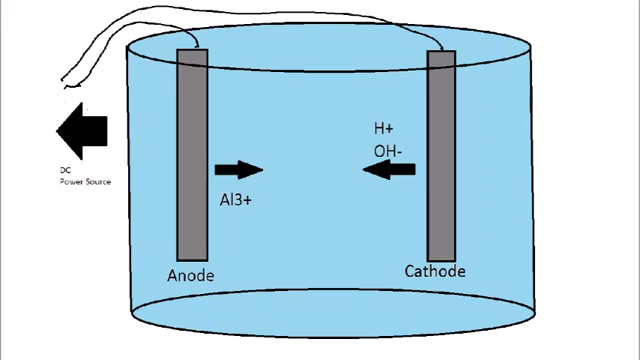 H+
OH-
DC
Power Source
Al3+
Anode
Cathode